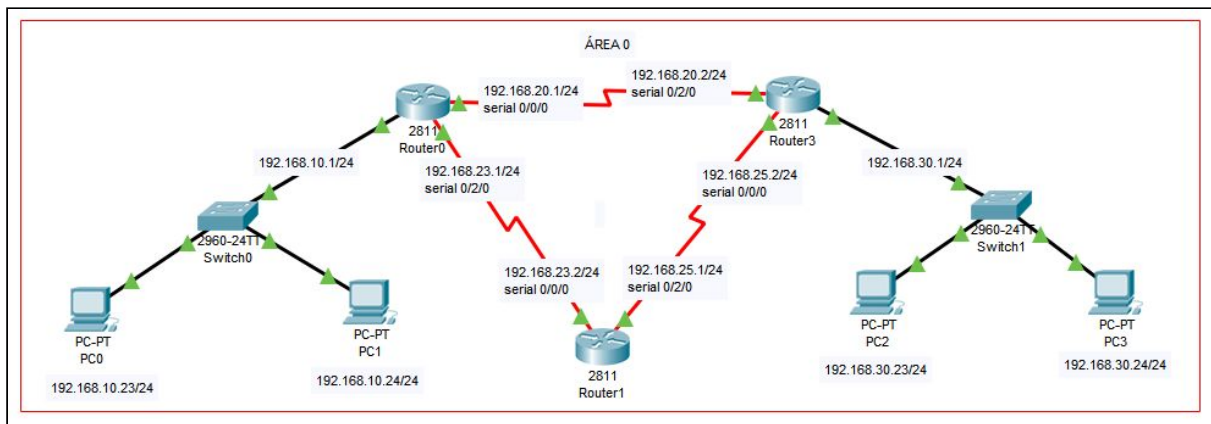 ÁREA 0
192.168.20.1/24
serial 0/0/0
192.168.20.2/24
serial 0/2/0
2811
Router0
2811
Router3
192.168.10.1/24
192.168.23.1/24
serial 0/2/0
192.168.25.2/24
serial 0/0/0
192.168.30.1/24
2960-24TT
Switch0
2960-24TT
Switch1
192.168.23.2/24
serial 0/0/0
192.168.25.1/24
serial 0/2/0
PC-PT
PC0
PC-PT
PC1
PC-PT
PC2
PC-PT
PC3
2811
Router1
192.168.10.23/24
192.168.10.24/24
192.168.30.23/24
192.168.30.24/24